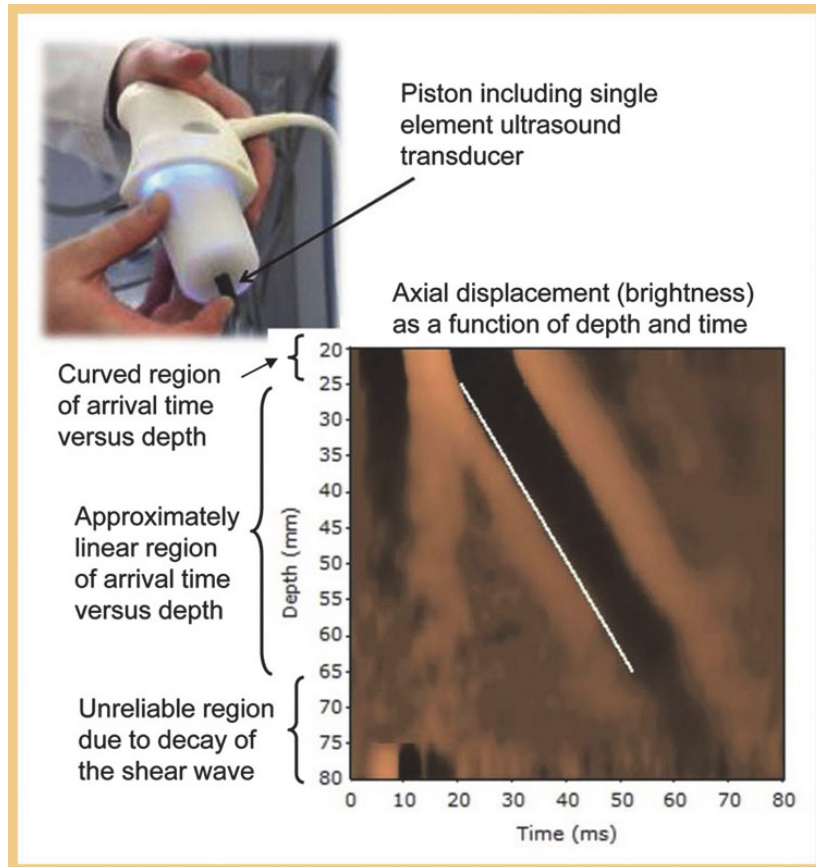 Piston including single
element ultrasound
transducer
Axial displacement (brightness)
as a function of depth and time
Curved region
of arrival time
versus depth
Approximately
linear region
of arrival time
versus depth
Unreliable region
due to decay of
the shear wave
Depth (mm)
20
25
30
35
40
45
50
55
60
65
70
75
80
0 10 20 30 40 50 60 70 80
Time (ms)